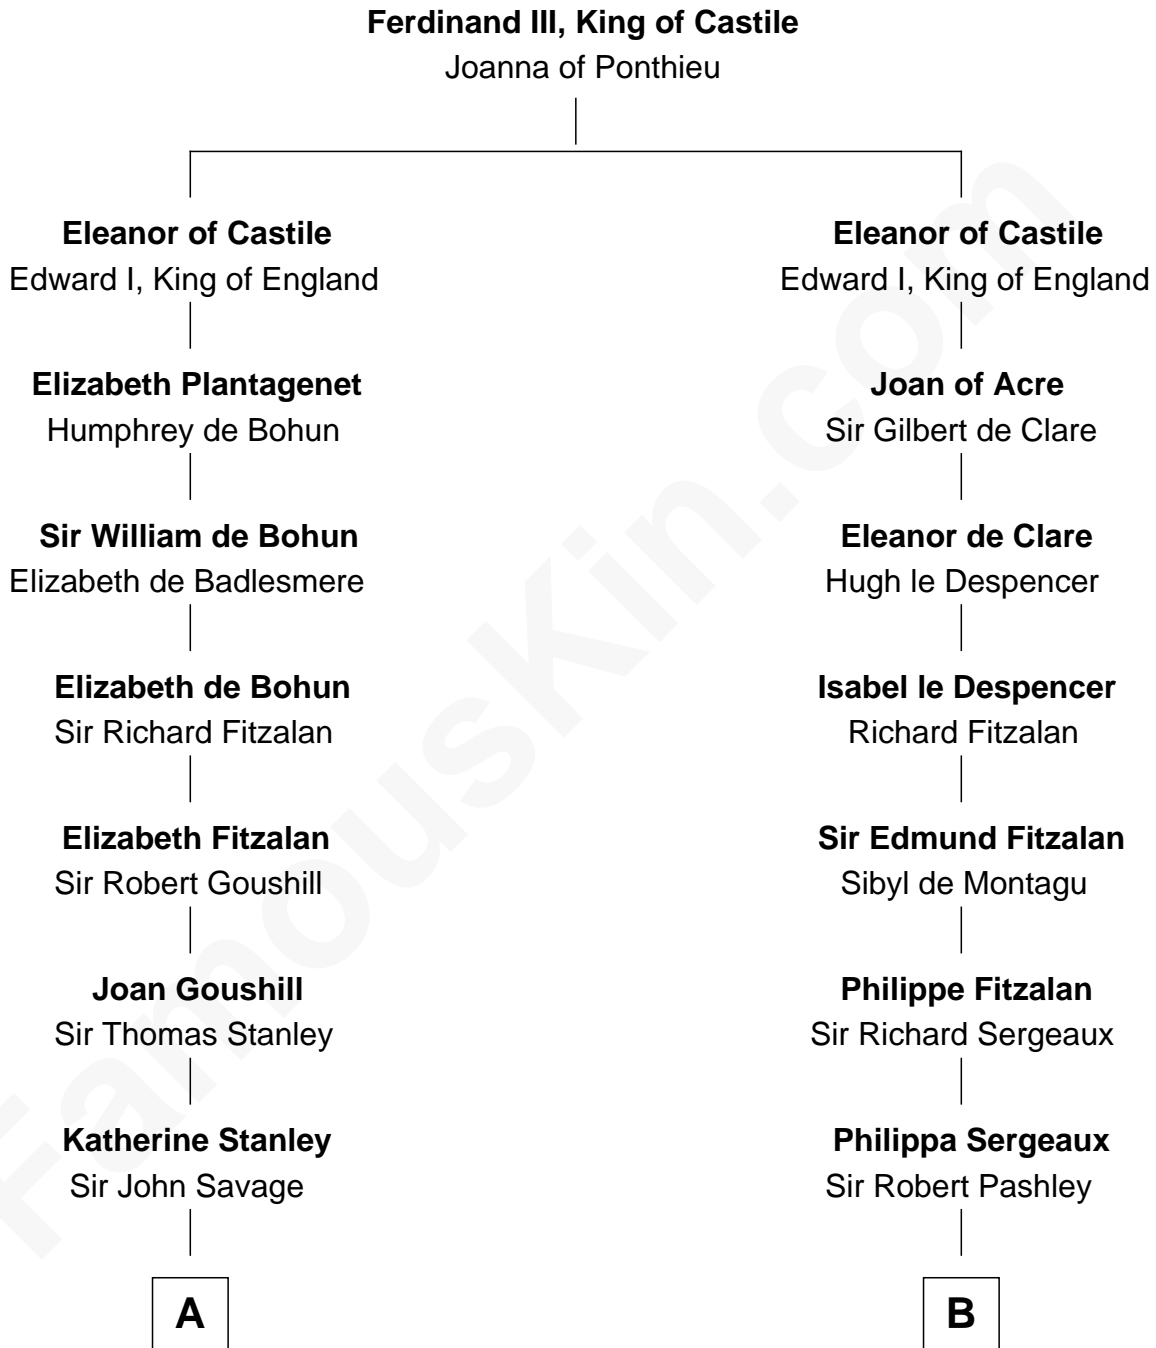 Ferdinand III, King of Castile
Joanna of Ponthieu
Eleanor of Castile
Edward I, King of England
Elizabeth Plantagenet
Humphrey de Bohun
Sir William de Bohun
Elizabeth de Badlesmere
Elizabeth de Bohun
Sir Richard Fitzalan
Elizabeth Fitzalan
Sir Robert Goushill
Joan Goushill
Sir Thomas Stanley
Katherine Stanley
Sir John Savage
A
Eleanor of Castile
Edward I, King of England
Joan of Acre
Sir Gilbert de Clare
Eleanor de Clare
Hugh le Despencer
Isabel le Despencer
Richard Fitzalan
Sir Edmund Fitzalan
Sibyl de Montagu
Philippe Fitzalan
Sir Richard Sergeaux
Philippa Sergeaux
Sir Robert Pashley
B
FamousKin.com